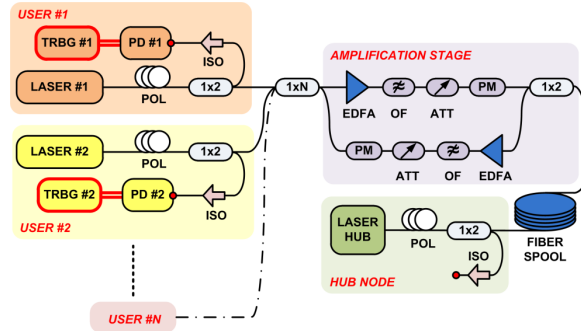 USER #1
TRBG #1
PD #1
ISO
LASER #1
POL
1x2
LASER #2
POL
1x2
TRBG #2
PD #2
ISO
USER #2
USER #N
1xN
AMPLIFICATION STAGE
EDFA
OF
ATT
PM
1x2
PM
ATT
OF
EDFA
LASER
HUB
POL
1x2
ISO
HUB NODE
FIBER
SPOOL